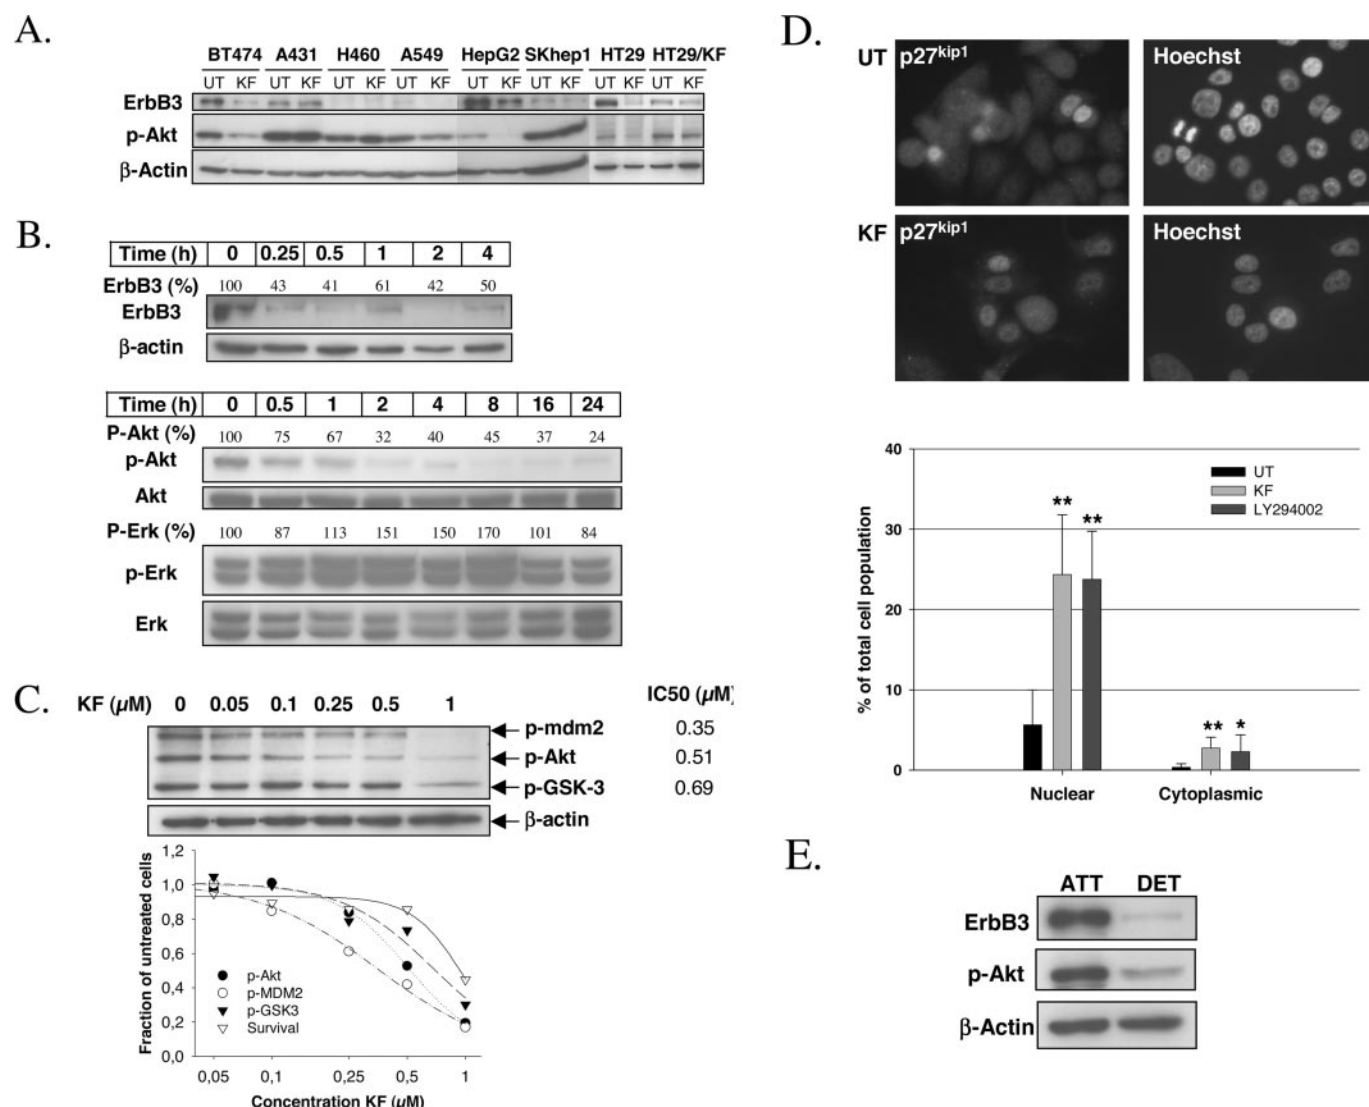 A.
BT474 A431 H460 A549 HepG2 SKhep1 HT29 HT29/KF
UT KF UT KF UT KF UT KF UT KF UT KF UT KF UT KF
ErbB3
p-Akt
β-Actin
B.
Time (h) 0 0.25 0.5 1 2 4
ErbB3 (%) 100 43 41 61 42 50
ErbB3
β-actin
Time (h) 0 0.5 1 2 4 8 16 24
P-Akt (%) 100 75 67 32 40 45 37 24
p-Akt
Akt
P-Erk (%) 100 87 113 151 150 170 101 84
p-Erk
Erk
C.
KF (μM) 0 0.05 0.1 0.25 0.5 1 IC50 (μM)
p-mdm2 0.35
p-Akt 0.51
p-GSK-3 0.69
β-actin
Fraction of untreated cells
1,2
1,0
0,8
0,6
0,4
0,2
0,0
p-Akt
p-MDM2
p-GSK3
Survival
0,05 0,1 0,25 0,5 1
Concentration KF (μM)
D.
UT p27kip1 Hoechst
KF p27kip1 Hoechst
% of total cell population
40
30
20
10
0
UT
KF
LY294002
** **
** *
Nuclear Cytoplasmic
E.
ATT DET
ErbB3
p-Akt
β-Actin